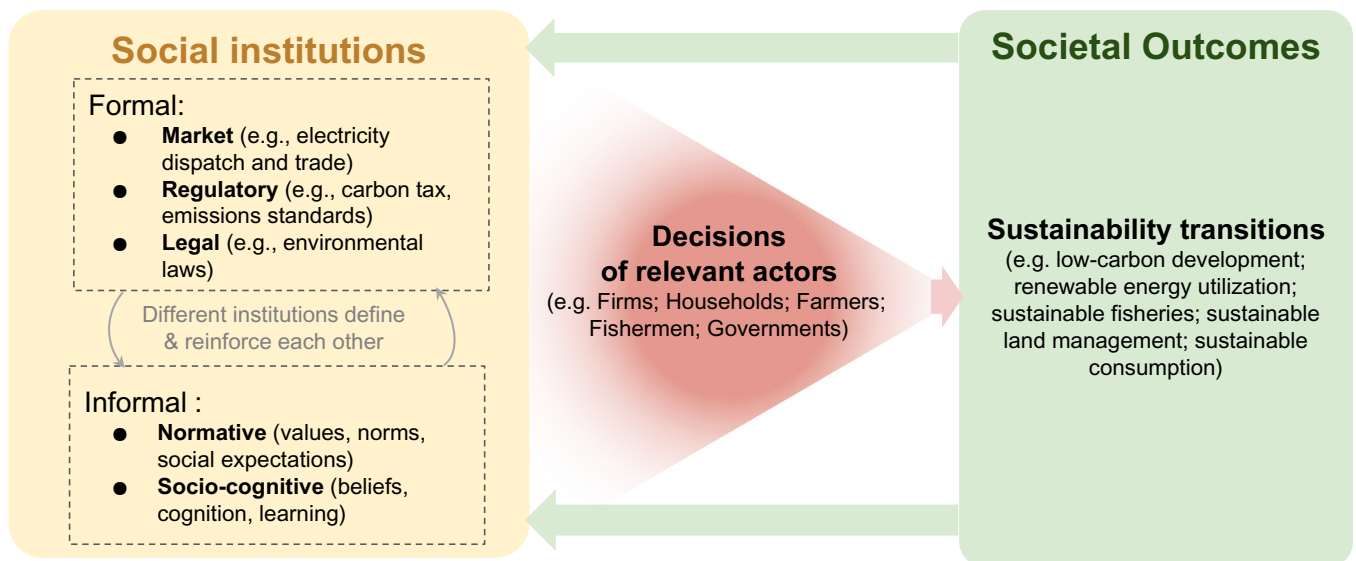 Social institutions
Formal:
● Market (e.g., electricity
dispatch and trade)
● Regulatory (e.g., carbon tax,
emissions standards)
● Legal (e.g., environmental
laws)
Different institutions define
& reinforce each other
Informal :
● Normative (values, norms,
social expectations)
● Socio-cognitive (beliefs,
cognition, learning)
Decisions
of relevant actors
(e.g. Firms; Households; Farmers;
Fishermen; Governments)
Societal Outcomes
Sustainability transitions
(e.g. low-carbon development;
renewable energy utilization;
sustainable fisheries; sustainable
land management; sustainable
consumption)